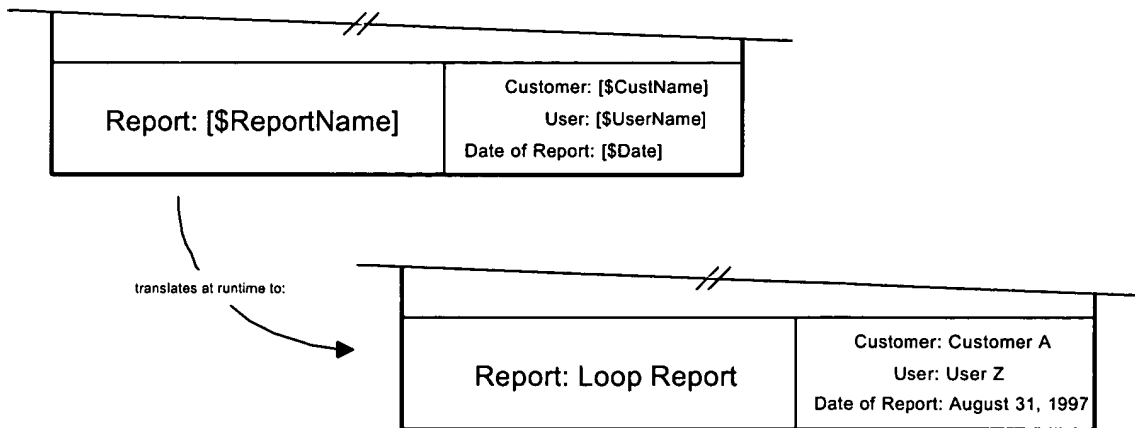 Report: [$ReportName]
Customer: [$CustName]
User: [$UserName]
Date of Report: [$Date]
translates at runtime to:
Report: Loop Report
Customer: Customer A
User: User Z
Date of Report: August 31, 1997